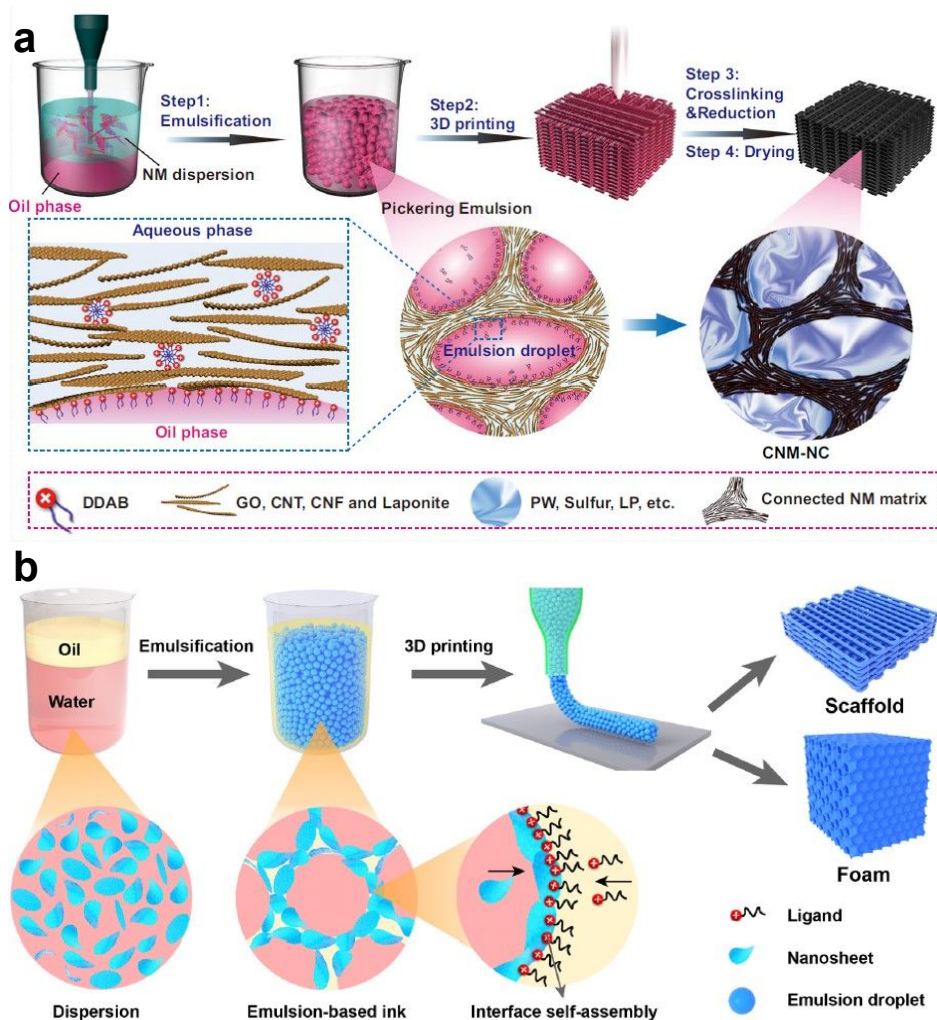 a
Step1:
Emulsification
Step2:
3D printing
Step 3:
Crosslinking
&Reduction
Step 4: Drying
NM dispersion
Oil phase
Pickering Emulsion
Aqueous phase
Emulsion droplet
Oil phase
CNM-NC
DDAB
GO, CNT, CNF and Laponite
PW, Sulfur, LP, etc.
Connected NM matrix
b
Oil
Water
Emulsification
3D printing
Scaffold
Foam
Ligand
Nanosheet
Emulsion droplet
Dispersion
Emulsion-based ink
Interface self-assembly